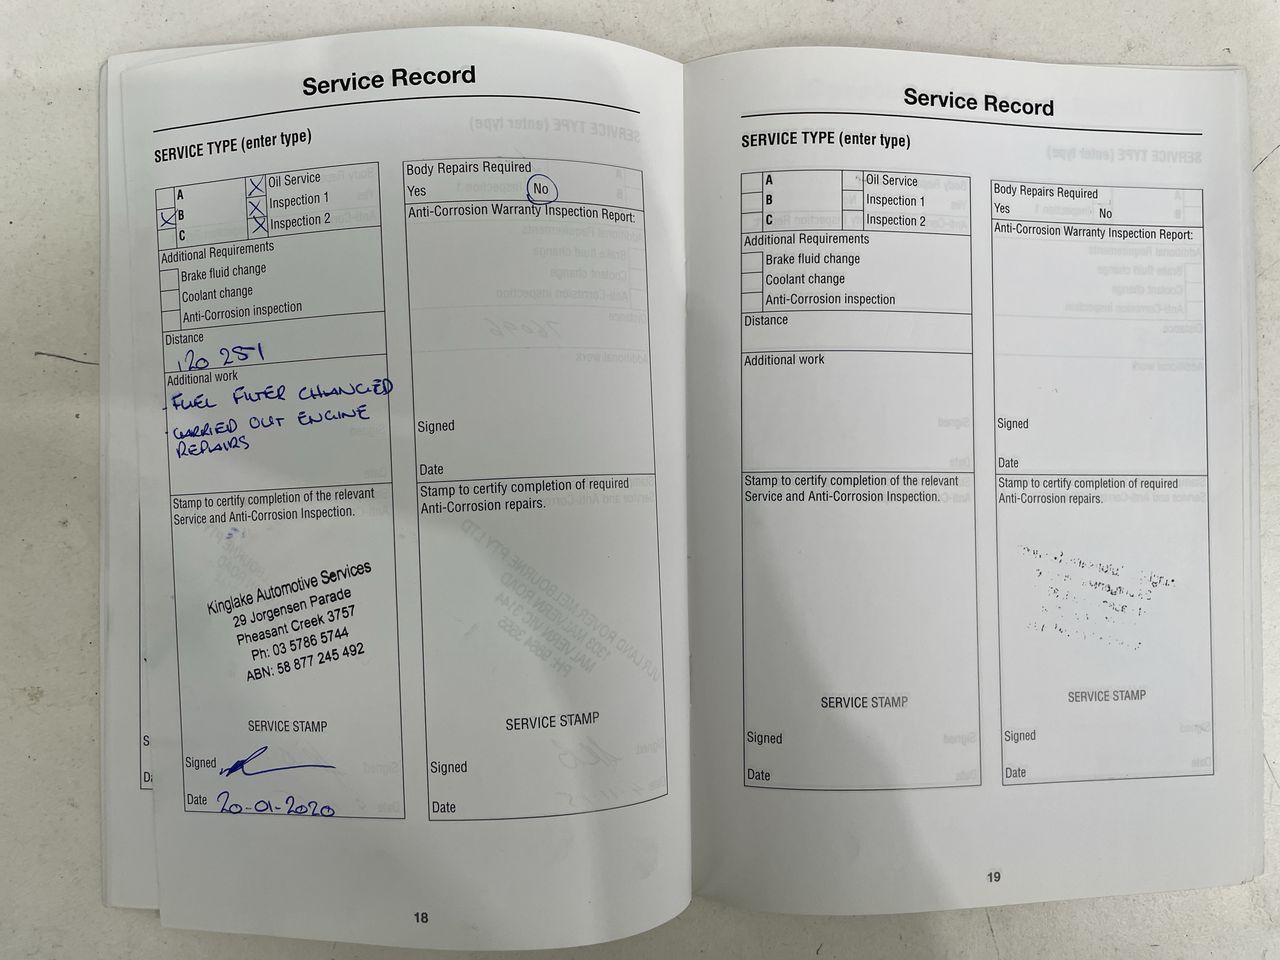 Service Record
SERVICE TYPE (enter type)
A
X B
C
X Oil Service
X Inspection 1
X Inspection 2
Additional Requirements
Brake fluid change
Coolant change
Anti-Corrosion inspection
Distance
120 251
Additional work
- FUEL FILTER CHANGED
- CARRIED OUT ENGINE
REPAIRS
Stamp to certify completion of the relevant
Service and Anti-Corrosion Inspection.
Kinglake Automotive Services
29 Jorgensen Parade
Pheasant Creek 3757
Ph: 03 5786 5744
ABN: 58 877 245 492
SERVICE STAMP
Signed
Date 20-01-2020
Body Repairs Required
Yes No
Anti-Corrosion Warranty Inspection Report:
Signed
Date
Stamp to certify completion of required
Anti-Corrosion repairs.
SERVICE STAMP
Signed
Date
18
Service Record
SERVICE TYPE (enter type)
A
B
C
Oil Service
Inspection 1
Inspection 2
Additional Requirements
Brake fluid change
Coolant change
Anti-Corrosion inspection
Distance
Additional work
Stamp to certify completion of the relevant
Service and Anti-Corrosion Inspection.
SERVICE STAMP
Signed
Date
Body Repairs Required
Yes No
Anti-Corrosion Warranty Inspection Report:
Signed
Date
Stamp to certify completion of required
Anti-Corrosion repairs.
SERVICE STAMP
Signed
Date
19